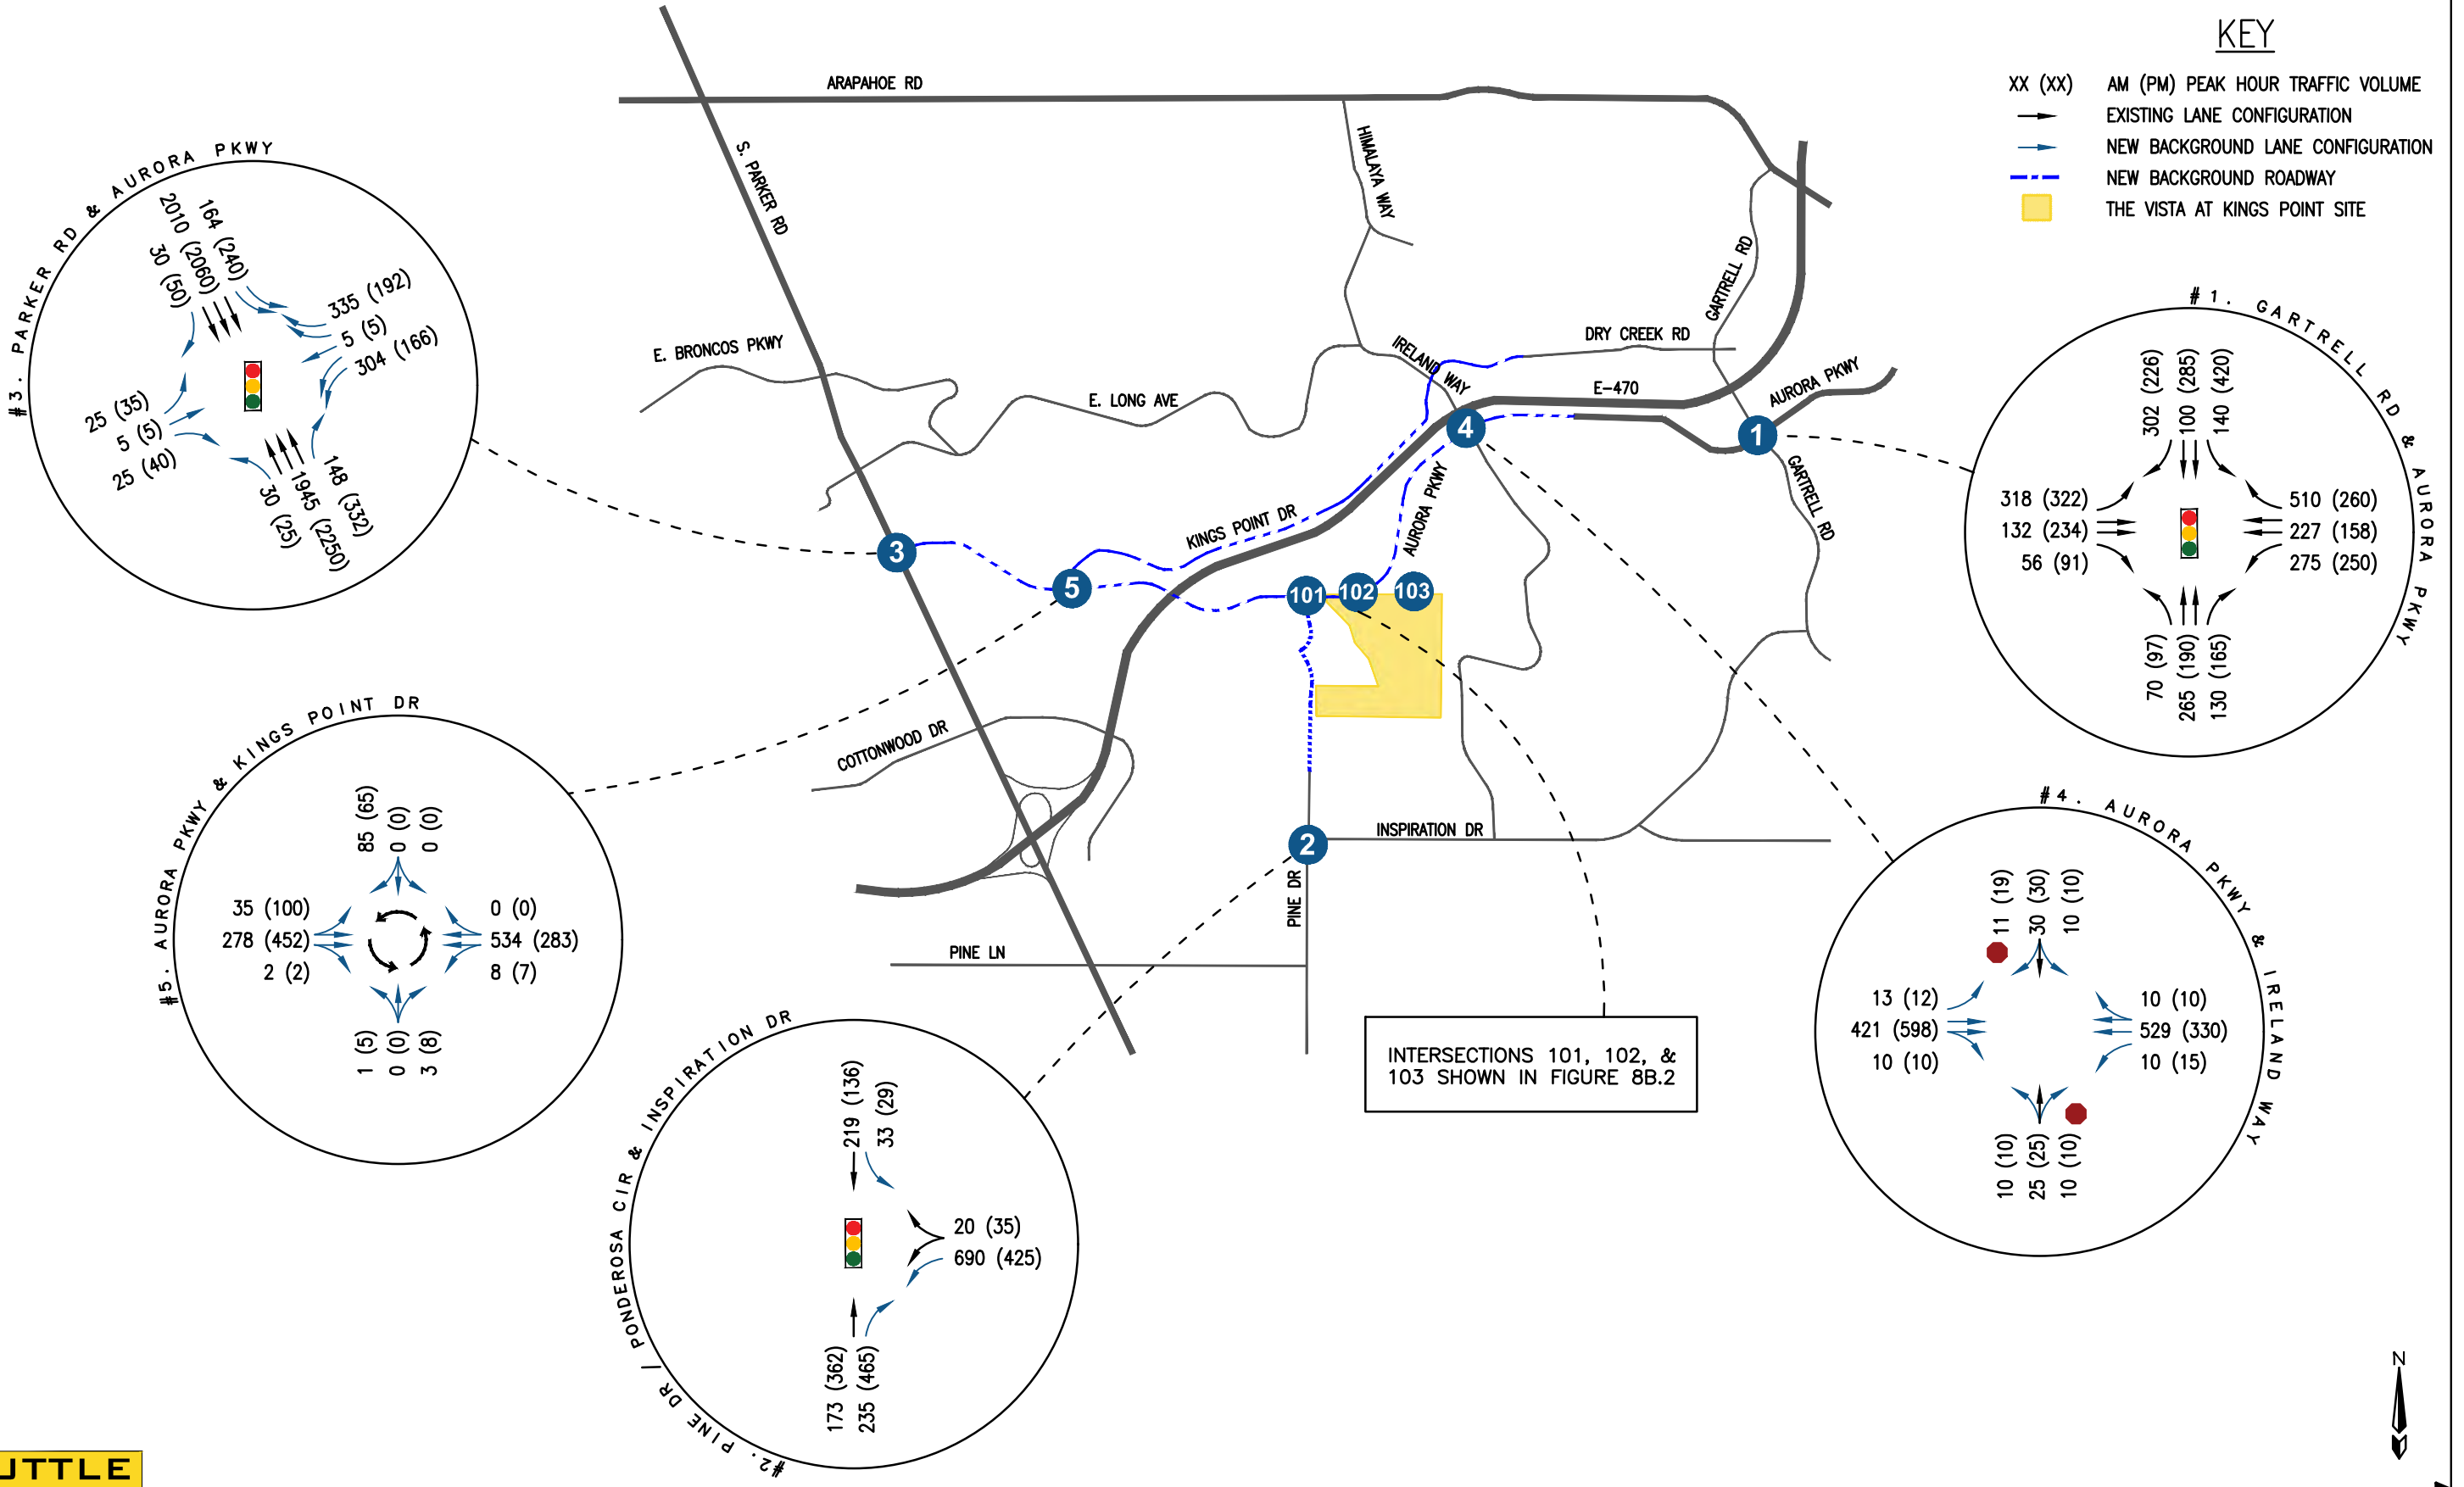 KEY
XX (XX) AM (PM) PEAK HOUR TRAFFIC VOLUME
EXISTING LANE CONFIGURATION
NEW BACKGROUND LANE CONFIGURATION
NEW BACKGROUND ROADWAY
THE VISTA AT KINGS POINT SITE
ARAPAHOE RD
S. PARKER RD
HIMALAYA WAY
GARTRELL RD
E. BRONCOS PKWY
E. LONG AVE
IRELAND WAY
DRY CREEK RD
E-470
AURORA PKWY
GARTRELL RD
KINGS POINT DR
AURORA PKWY
COTTONWOOD DR
INSPIRATION DR
PINE DR
PINE LN
1
2
3
4
5
101
102
103
#3. PARKER RD & AURORA PKWY
30 (50)
2010 (2060)
164 (240)
335 (192)
5 (5)
304 (166)
25 (35)
5 (5)
25 (40)
30 (25)
1945 (2250)
148 (332)
#1. GARTRELL RD & AURORA PKWY
302 (226)
100 (285)
140 (420)
318 (322)
132 (234)
56 (91)
510 (260)
227 (158)
275 (250)
70 (97)
265 (190)
130 (165)
#5. AURORA PKWY & KINGS POINT DR
85 (65)
0 (0)
0 (0)
35 (100)
278 (452)
2 (2)
0 (0)
534 (283)
8 (7)
1 (5)
0 (0)
3 (8)
#4. AURORA PKWY & IRELAND WAY
11 (19)
30 (30)
10 (10)
13 (12)
421 (598)
10 (10)
10 (10)
529 (330)
10 (15)
10 (10)
25 (25)
10 (10)
#2. PINE DR / PONDEROSA CIR & INSPIRATION DR
219 (136)
33 (29)
20 (35)
690 (425)
173 (362)
235 (465)
INTERSECTIONS 101, 102, &
103 SHOWN IN FIGURE 8B.2
N
UTTLE